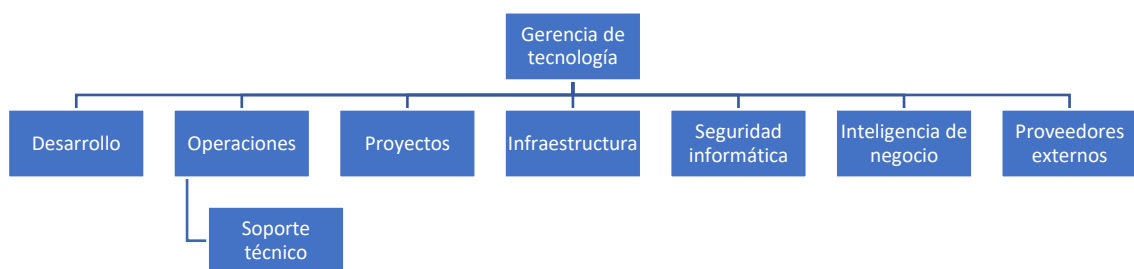 Gerencia de
tecnología
Desarrollo
Operaciones
Proyectos
Infraestructura
Seguridad
informática
Inteligencia de
negocio
Proveedores
externos
Soporte
técnico